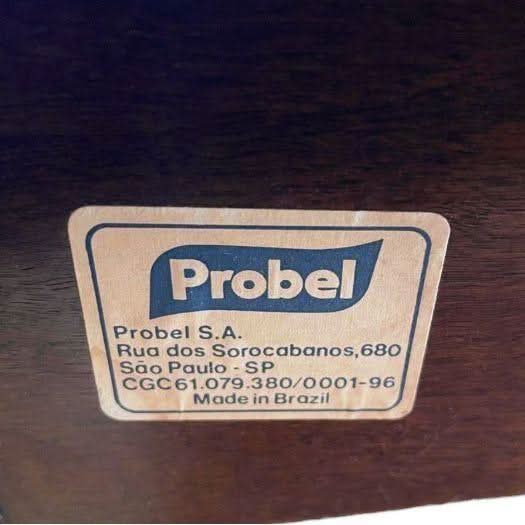 Probel
Probel S.A.
Rua dos Sorocabanos,680
São Paulo - SP
CGC61.079.380/0001-96
Made in Brazil